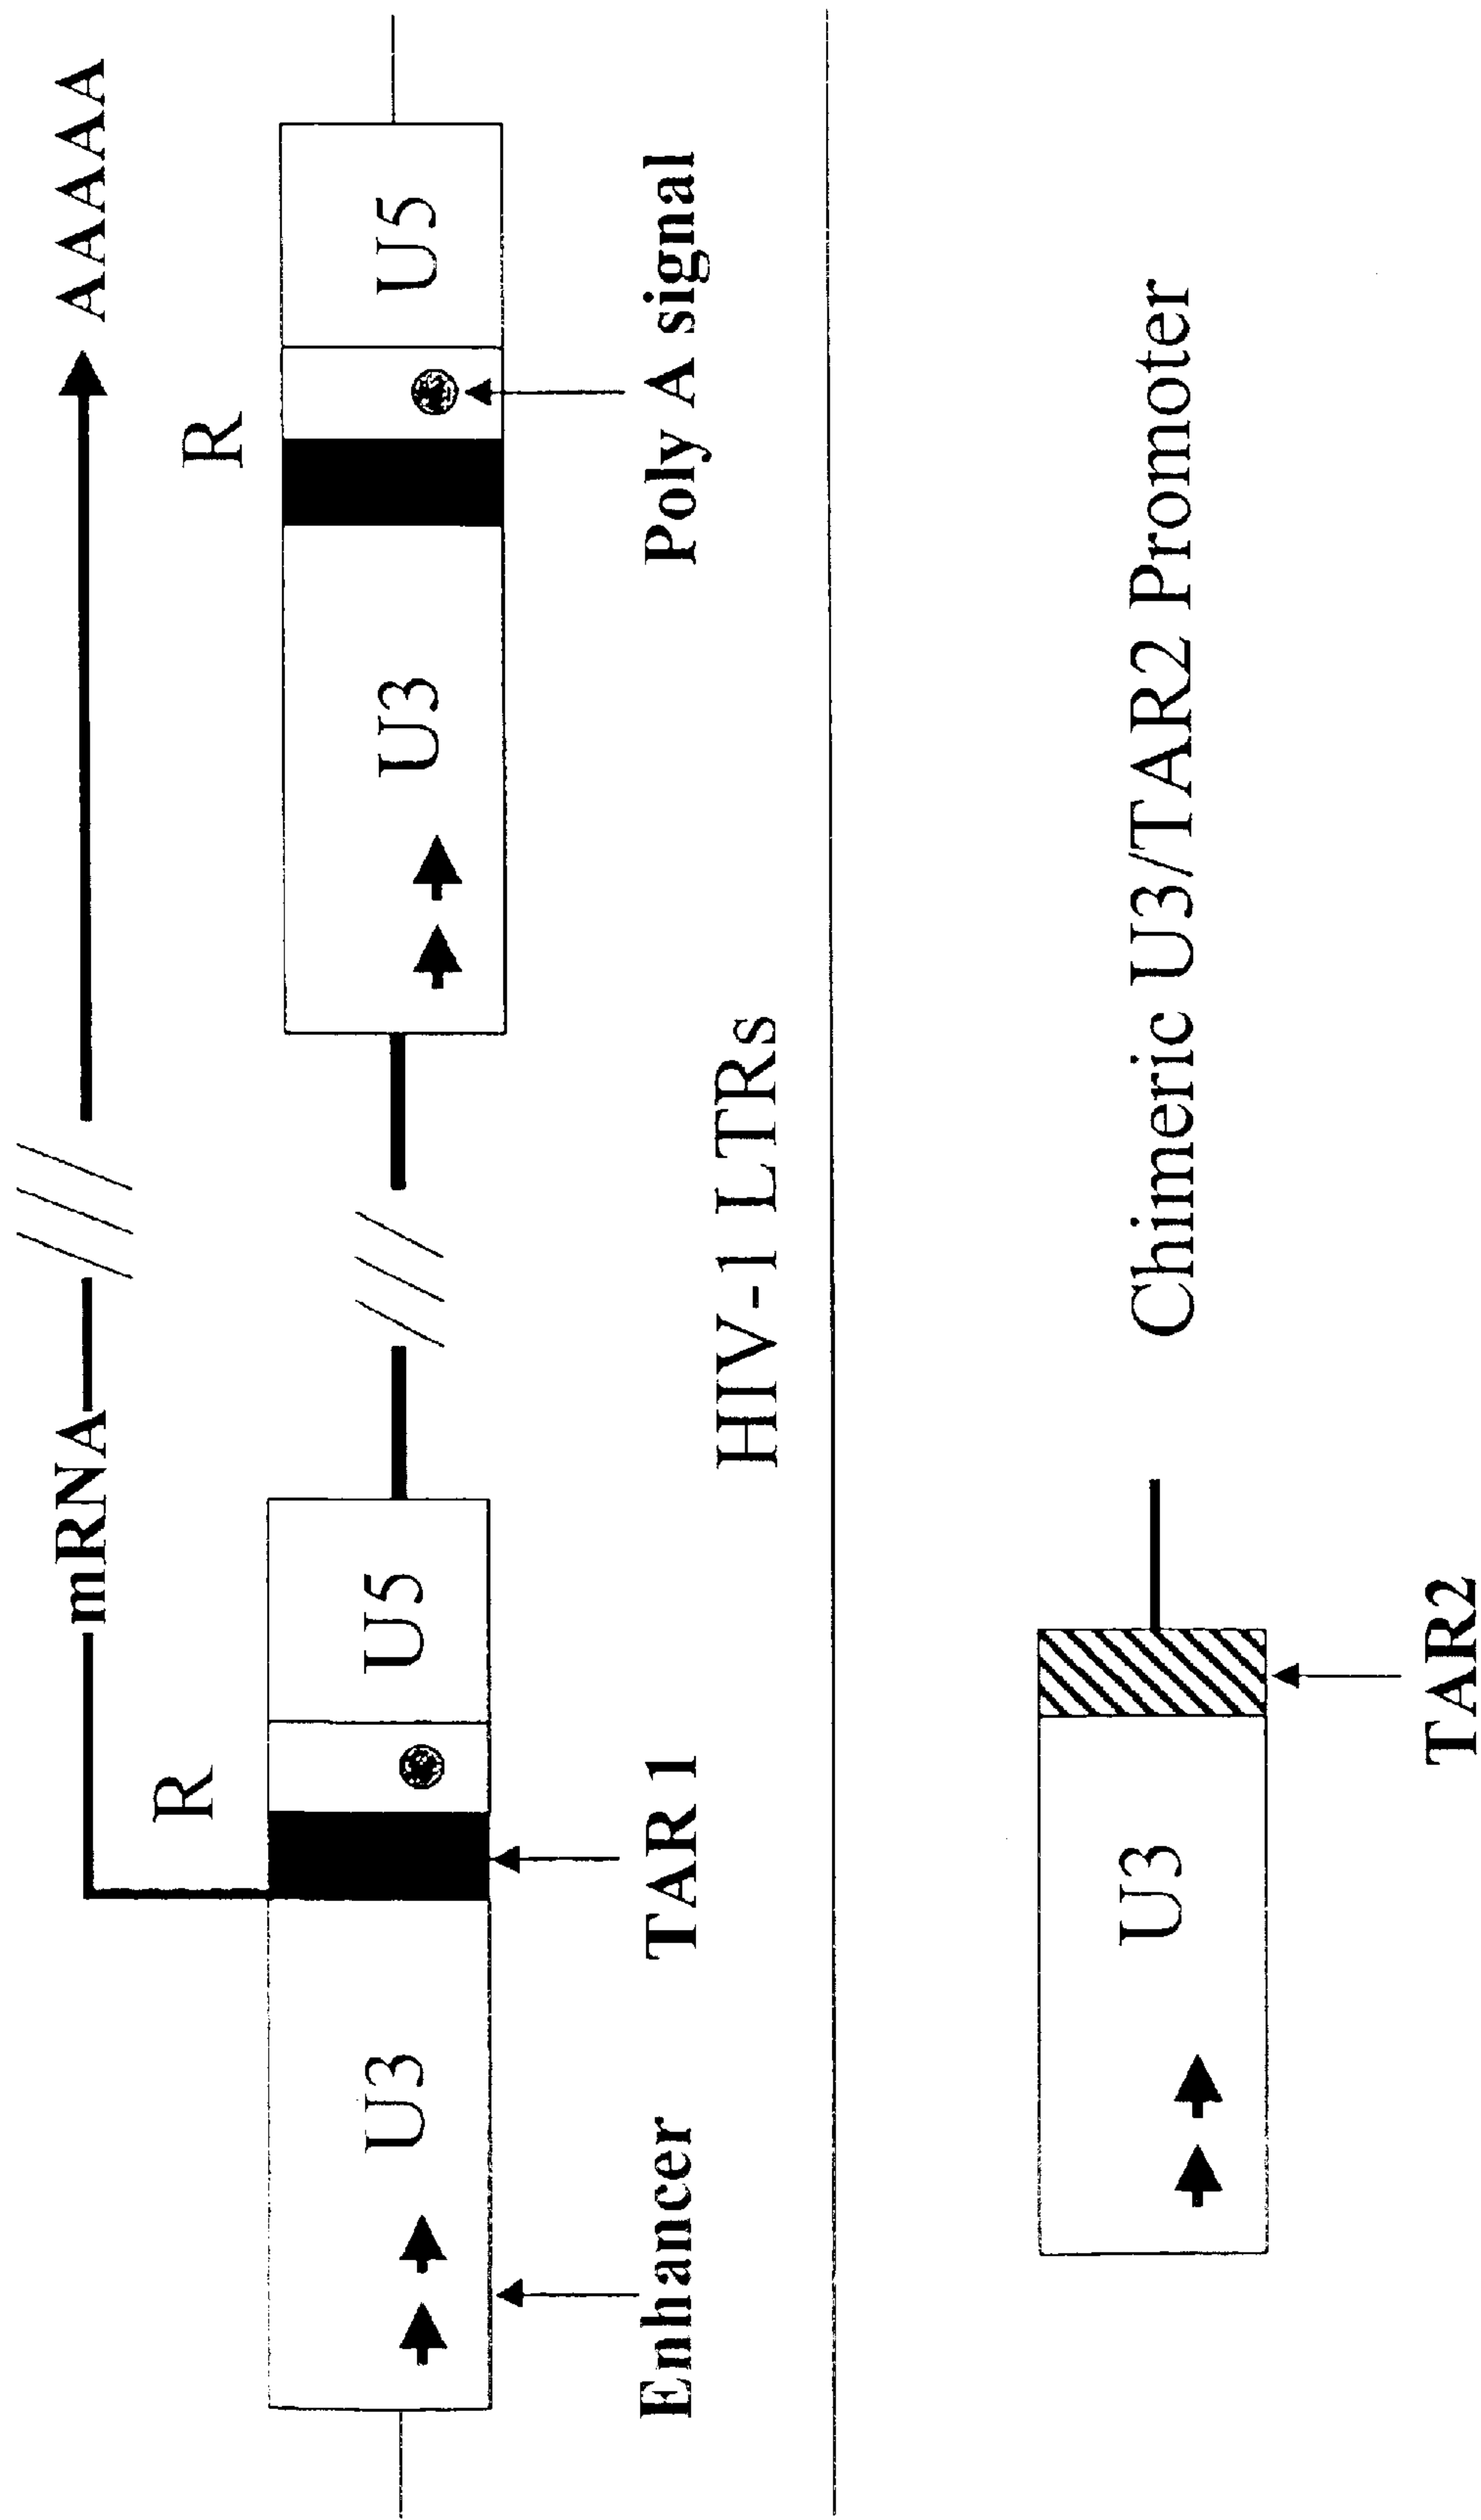 mRNA AAAAA
R R
U3 U5 U3 U5
Enhancer TAR 1 Poly A signal
HIV-1 LTRs
U3 Chimeric U3/TAR2 Promoter
TAR2